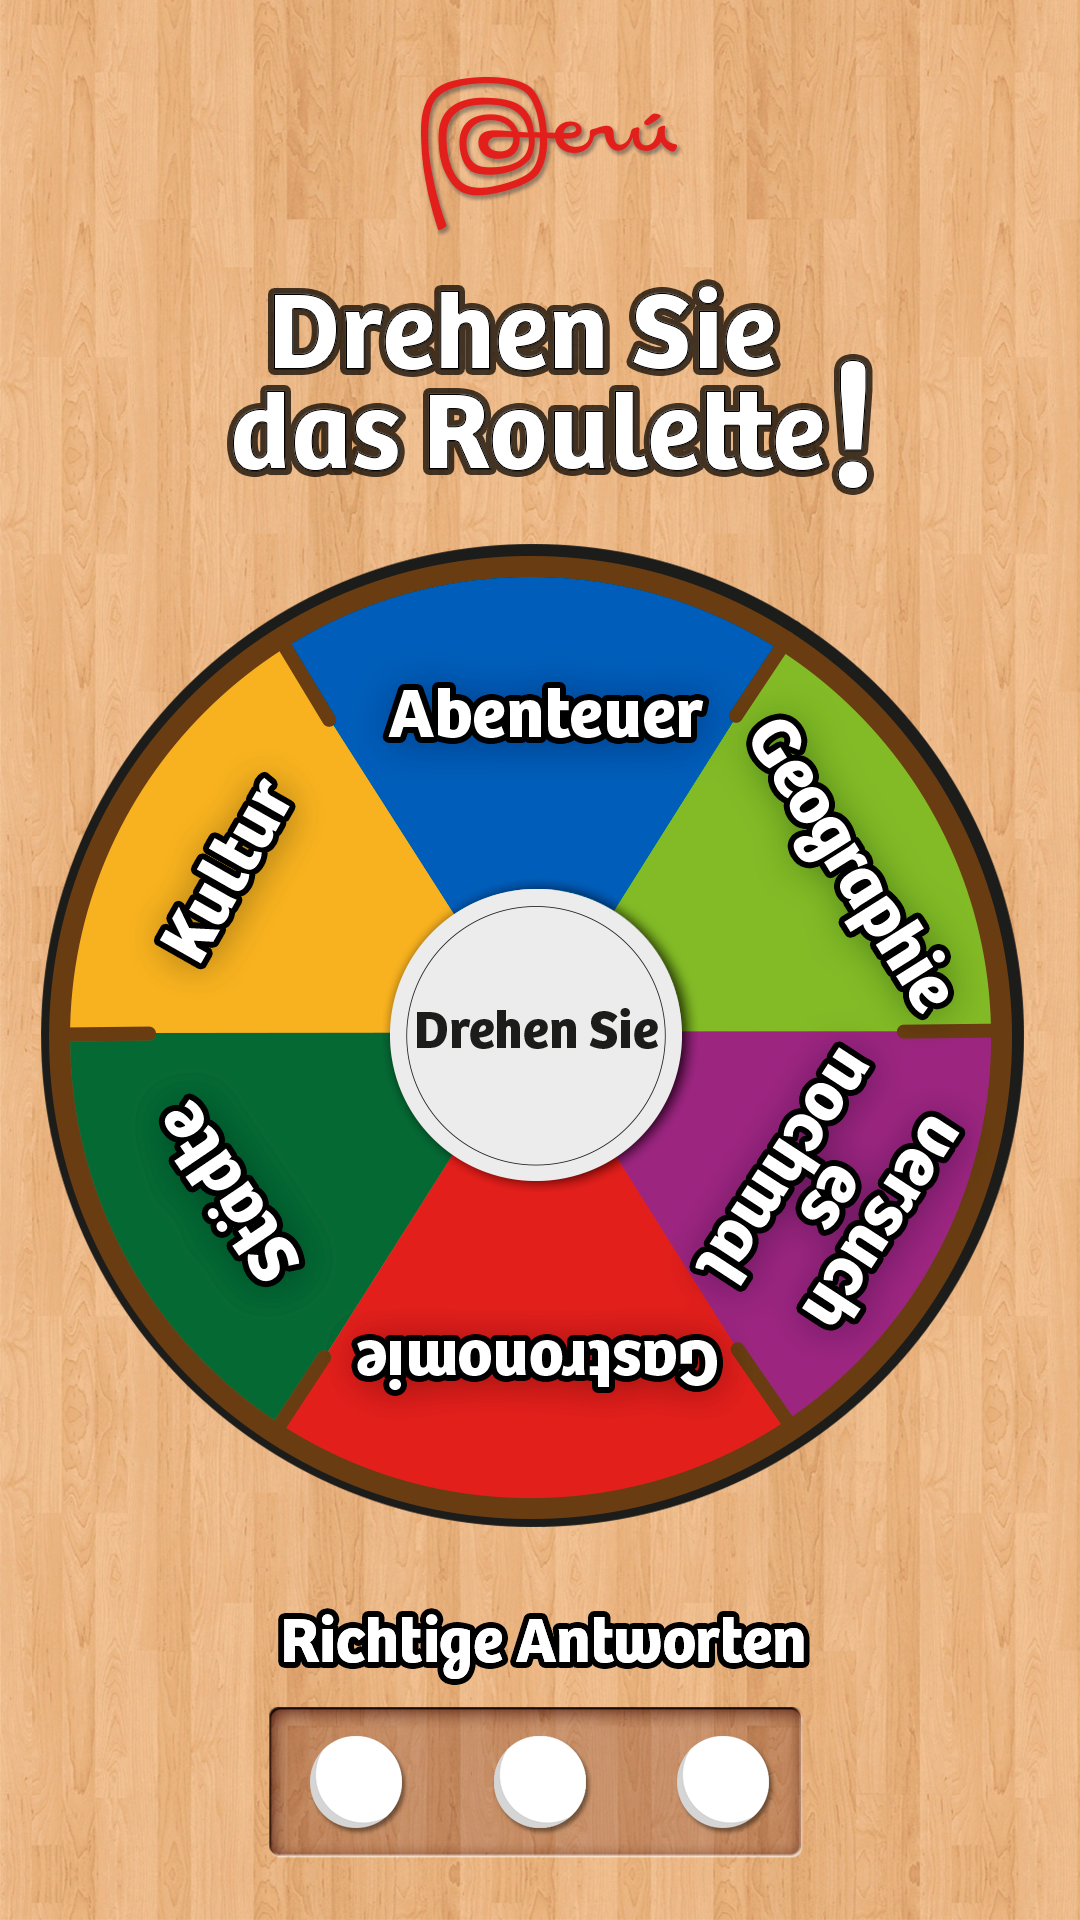 Perú
Drehen Sie
das Roulette!
Abenteuer
Geographie
versuch
es
nochmal
Gastronomie
Städte
Kultur
Drehen Sie
Richtige Antworten